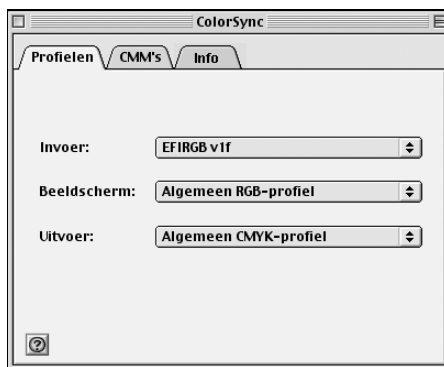 ColorSync
Profielen CMM's Info
Invoer: EFIRGB v1f
Beeldscherm: Algemeen RGB-profiel
Uitvoer: Algemeen CMYK-profiel
?